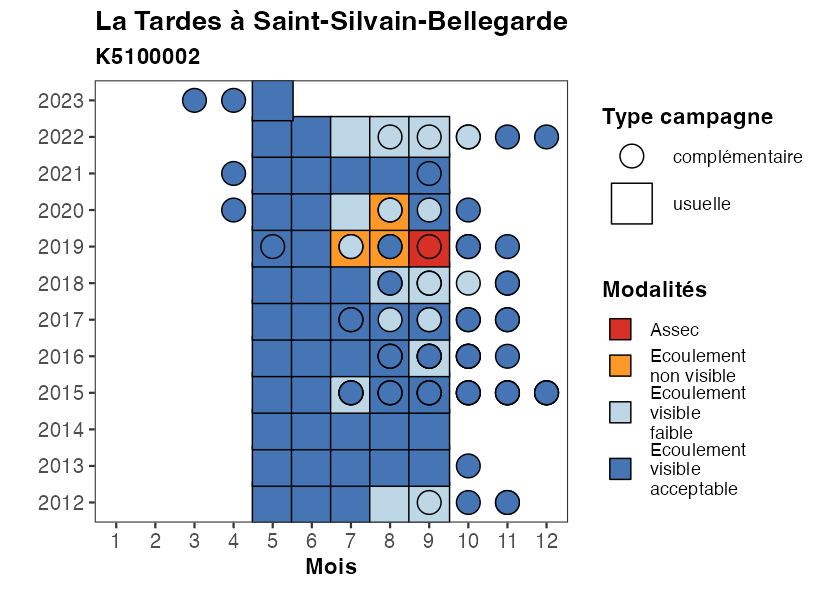 La Tardes à Saint-Silvain-Bellegarde
K5100002
2023
2022
2021
2020
2019
2018
2017
2016
2015
2014
2013
2012
1 2 3 4 5 6 7 8 9 10 11 12
Mois
Type campagne
complémentaire
usuelle
Modalités
Assec
Ecoulement
non visible
Ecoulement
visible
faible
Ecoulement
visible
acceptable